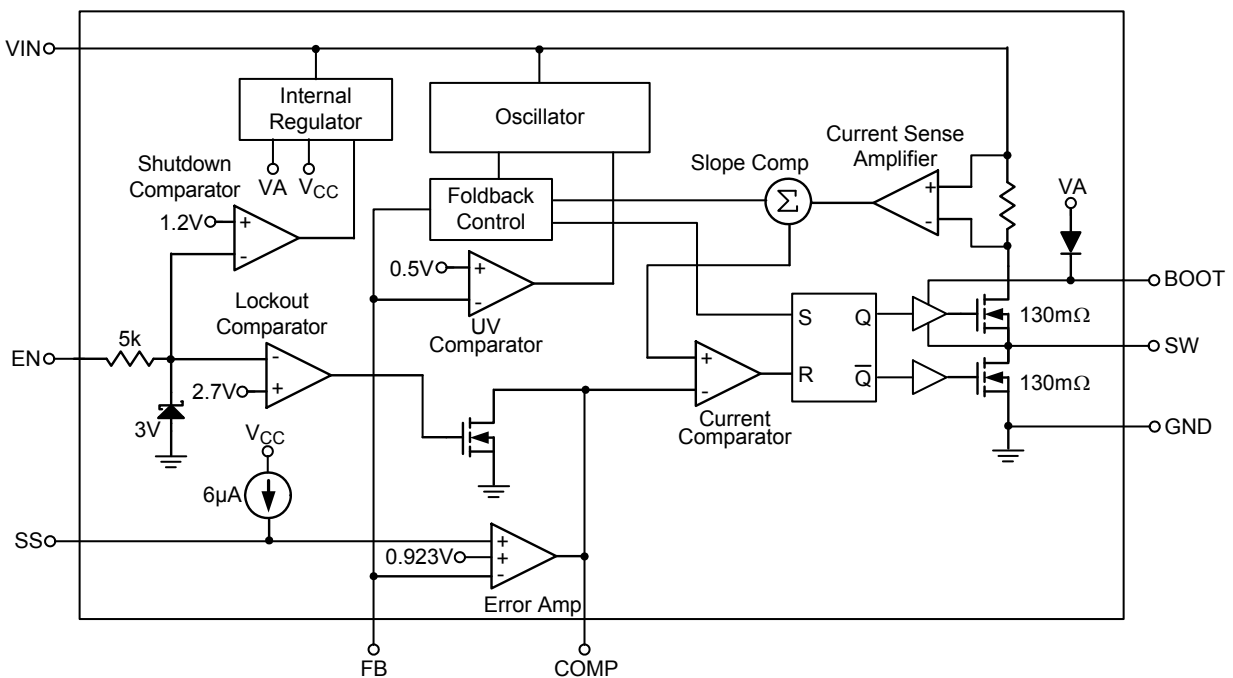 VIN
Internal
Regulator
Oscillator
Current Sense
Amplifier
Shutdown
Comparator
VA
VCC
Slope Comp
+
-
VA
1.2V
+
-
Foldback
Control
Σ
0.5V
+
-
UV
Comparator
BOOT
Lockout
Comparator
S
Q
130mΩ
5k
EN
-
+
2.7V
+
-
R
Q
SW
130mΩ
3V
Current
Comparator
VCC
GND
6µA
SS
0.923V
+
+
-
Error Amp
FB
COMP